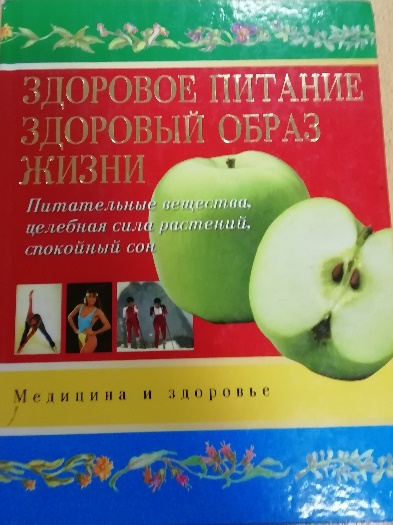 ЗДОРОВОЕ ПИТАНИЕ
ЗДОРОВЫЙ ОБРАЗ
ЖИЗНИ
Питательные вещества,
целебная сила растений,
спокойный сон
Медицина и здоровье